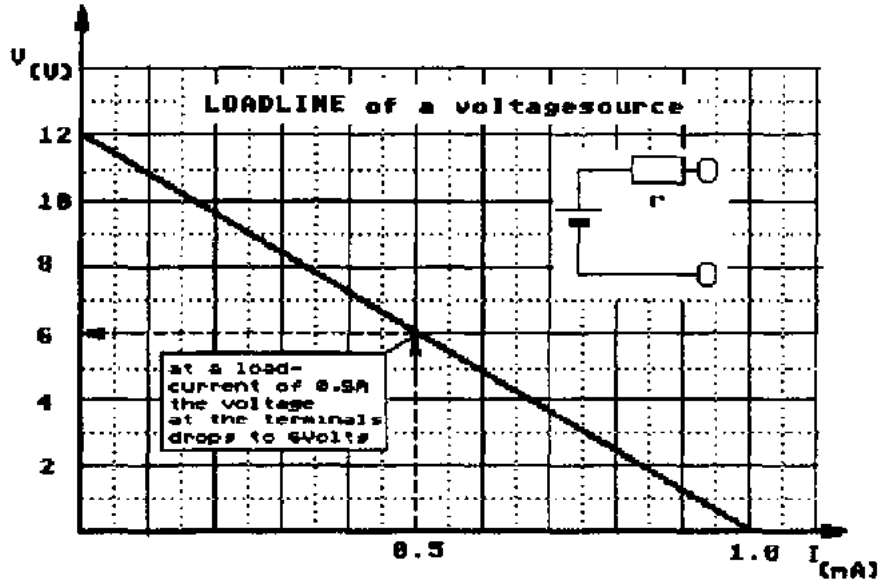 V
(V)
LOADLINE of a voltagesource
12
10
8
6
4
2
r
at a load-
current of 0.5A
the voltage
at the terminals
drops to 6Volts
0.5
1.0
I
(mA)